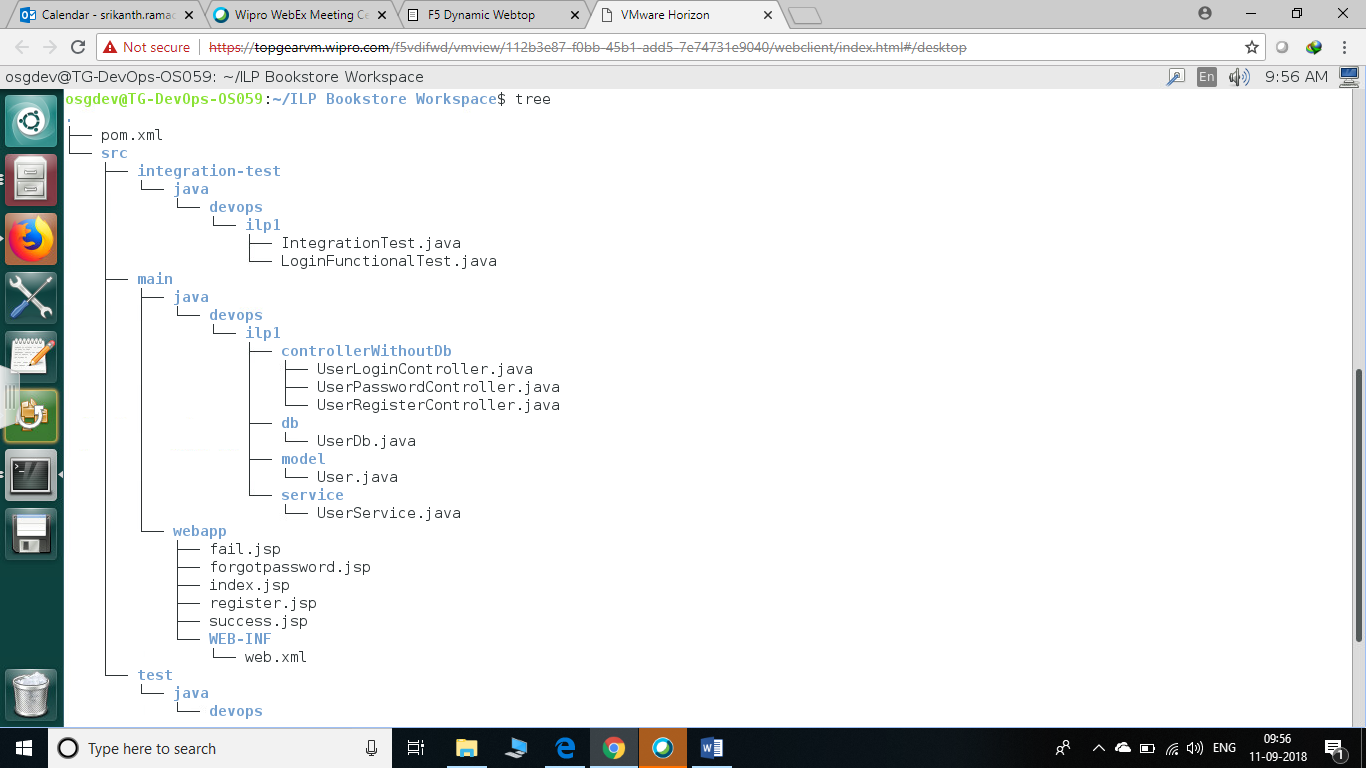 Calendar - srikanth.ramac
Wipro WebEx Meeting Ce
F5 Dynamic Webtop
VMware Horizon
Not secure
https://topgearvm.wipro.com/f5vdifwd/vmview/112b3e87-f0bb-45b1-add5-7e74731e9040/webclient/index.html#/desktop
osgdev@TG-DevOps-OS059: ~/ILP Bookstore Workspace
En
9:56 AM
osgdev@TG-DevOps-OS059:~/ILP Bookstore Workspace$ tree
.
├── pom.xml
└── src
    ├── integration-test
    │   └── java
    │       └── devops
    │           └── ilp1
    │               ├── IntegrationTest.java
    │               └── LoginFunctionalTest.java
    ├── main
    │   ├── java
    │   │   └── devops
    │   │       └── ilp1
    │   │           ├── controllerWithoutDb
    │   │           │   ├── UserLoginController.java
    │   │           │   ├── UserPasswordController.java
    │   │           │   └── UserRegisterController.java
    │   │           ├── db
    │   │           │   └── UserDb.java
    │   │           ├── model
    │   │           │   └── User.java
    │   │           └── service
    │   │               └── UserService.java
    │   └── webapp
    │       ├── fail.jsp
    │       ├── forgotpassword.jsp
    │       ├── index.jsp
    │       ├── register.jsp
    │       ├── success.jsp
    │       └── WEB-INF
    │           └── web.xml
    └── test
        └── java
            └── devops
Type here to search
ENG
09:56
11-09-2018
1